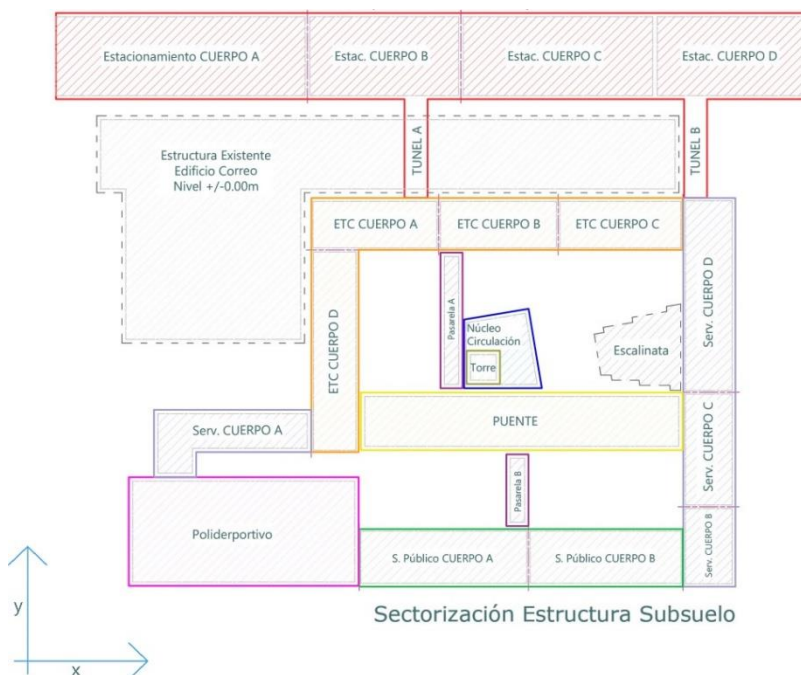 Estacionamiento CUERPO A
Estac. CUERPO B
Estac. CUERPO C
Estac. CUERPO D
TUNEL A
TUNEL B
Estructura Existente
Edificio Correo
Nivel +/-0.00m
ETC CUERPO A
ETC CUERPO B
ETC CUERPO C
Serv. CUERPO D
ETC CUERPO D
Pasarela A
Núcleo
Circulación
Torre
Escalinata
PUENTE
Serv. CUERPO A
Serv. CUERPO C
Pasarela B
Poliderportivo
S. Público CUERPO A
S. Público CUERPO B
Serv. CUERPO B
Sectorización Estructura Subsuelo
y
x